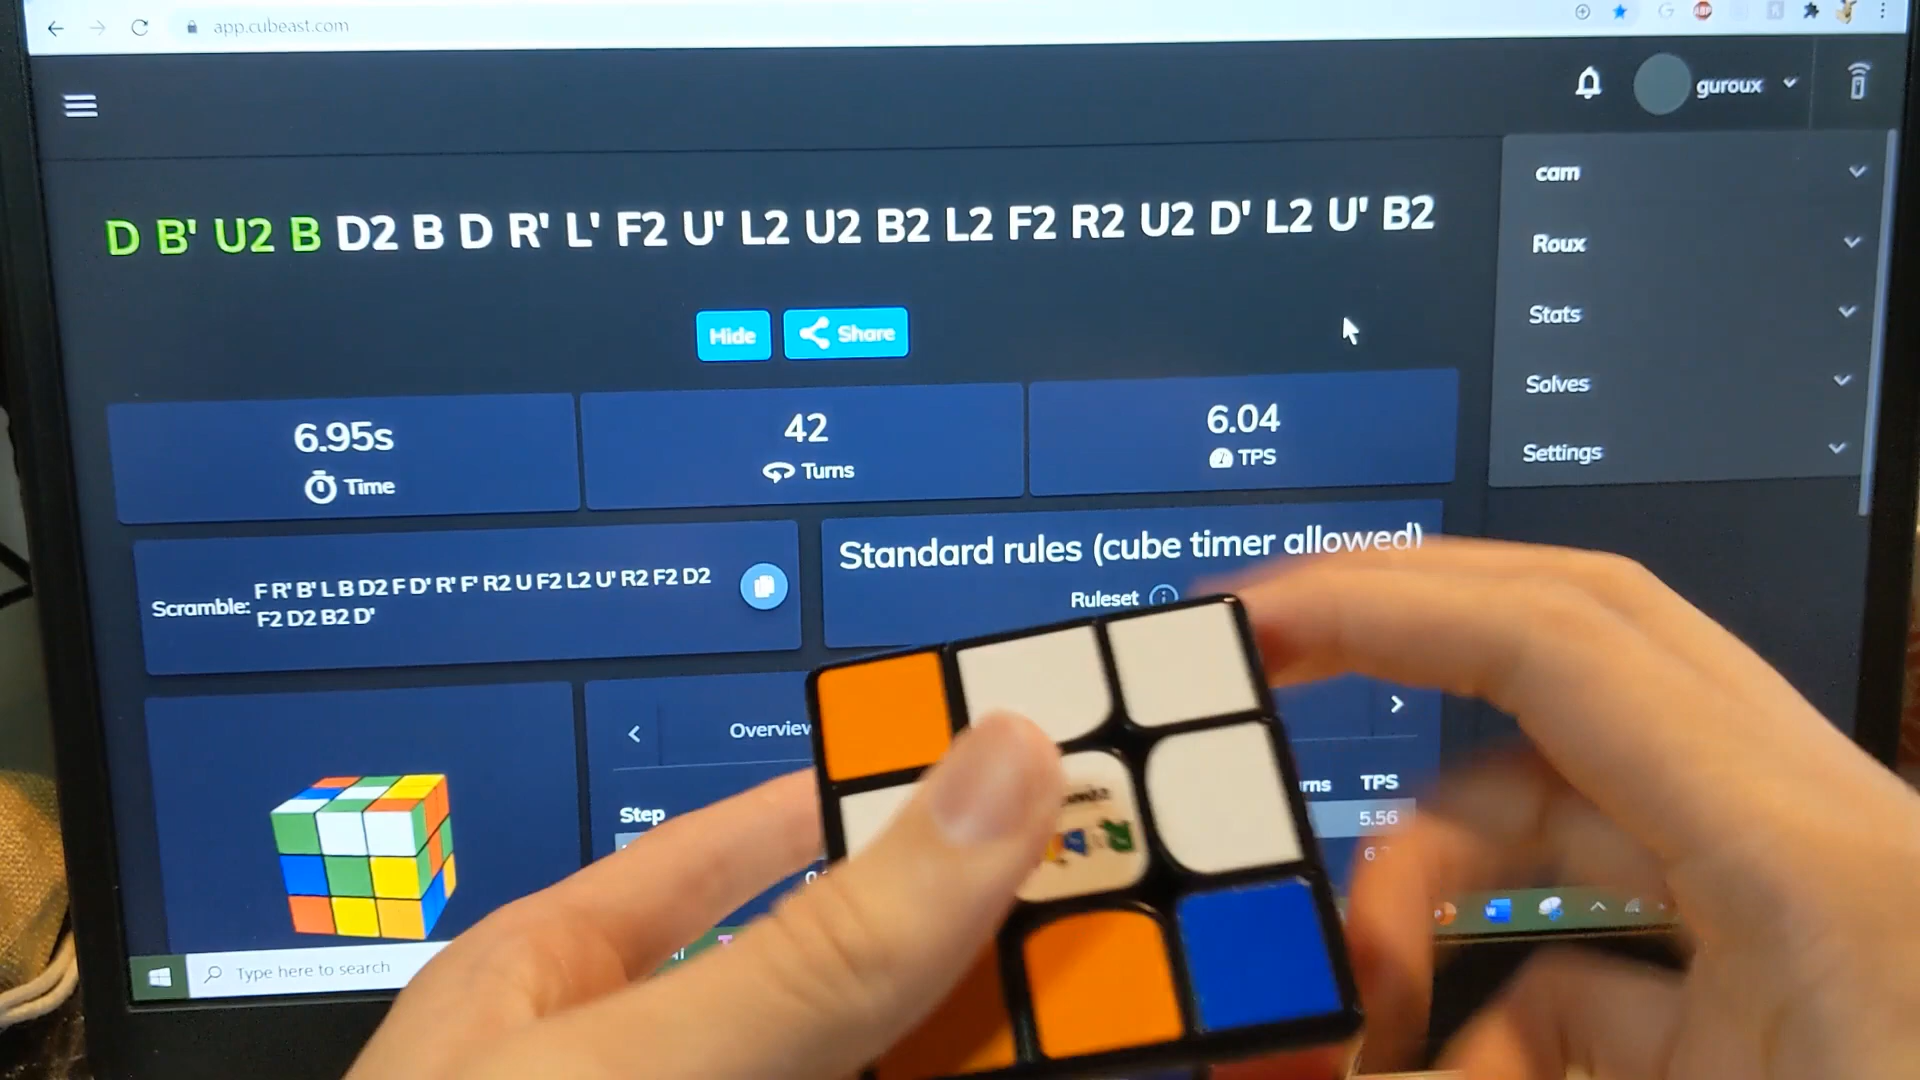 app.cubeast.com
ABP
guroux
D B' U2 B D2 B D R' L' F2 U' L2 U2 B2 L2 F2 R2 U2 D' L2 U' B2
cam
Roux
Stats
Solves
Settings
Hide
Share
6.95s
Time
42
Turns
6.04
TPS
Scramble:
F R' B' L B D2 F D' R' F' R2 U F2 L2 U' R2 F2 D2
F2 D2 B2 D'
Standard rules (cube timer allowed)
Ruleset
Overview
Step
TPS
5.56
Type here to search